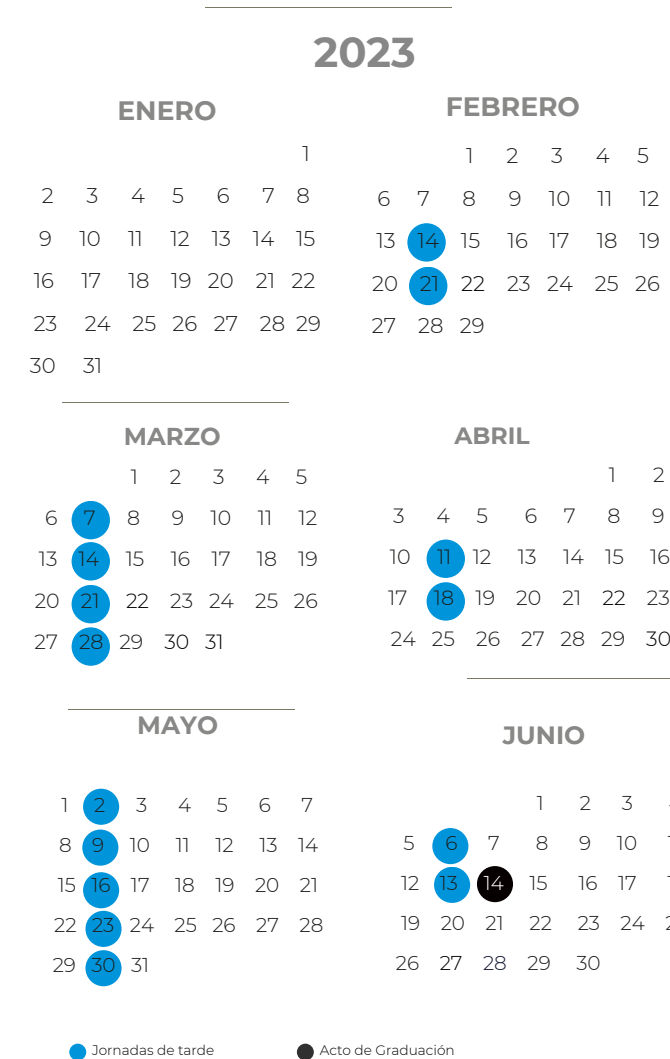 2023
ENERO
1
2 3 4 5 6 7 8
9 10 11 12 13 14 15
16 17 18 19 20 21 22
23 24 25 26 27 28 29
30 31
FEBRERO
1 2 3 4 5
6 7 8 9 10 11 12
13 14 15 16 17 18 19
20 21 22 23 24 25 26
27 28 29
MARZO
1 2 3 4 5
6 7 8 9 10 11 12
13 14 15 16 17 18 19
20 21 22 23 24 25 26
27 28 29 30 31
ABRIL
1 2
3 4 5 6 7 8 9
10 11 12 13 14 15 16
17 18 19 20 21 22 23
24 25 26 27 28 29 30
MAYO
1 2 3 4 5 6 7
8 9 10 11 12 13 14
15 16 17 18 19 20 21
22 23 24 25 26 27 28
29 30 31
JUNIO
1 2 3
5 6 7 8 9 10
12 13 14 15 16 17
19 20 21 22 23 24
26 27 28 29 30
Jornadas de tarde
Acto de Graduación